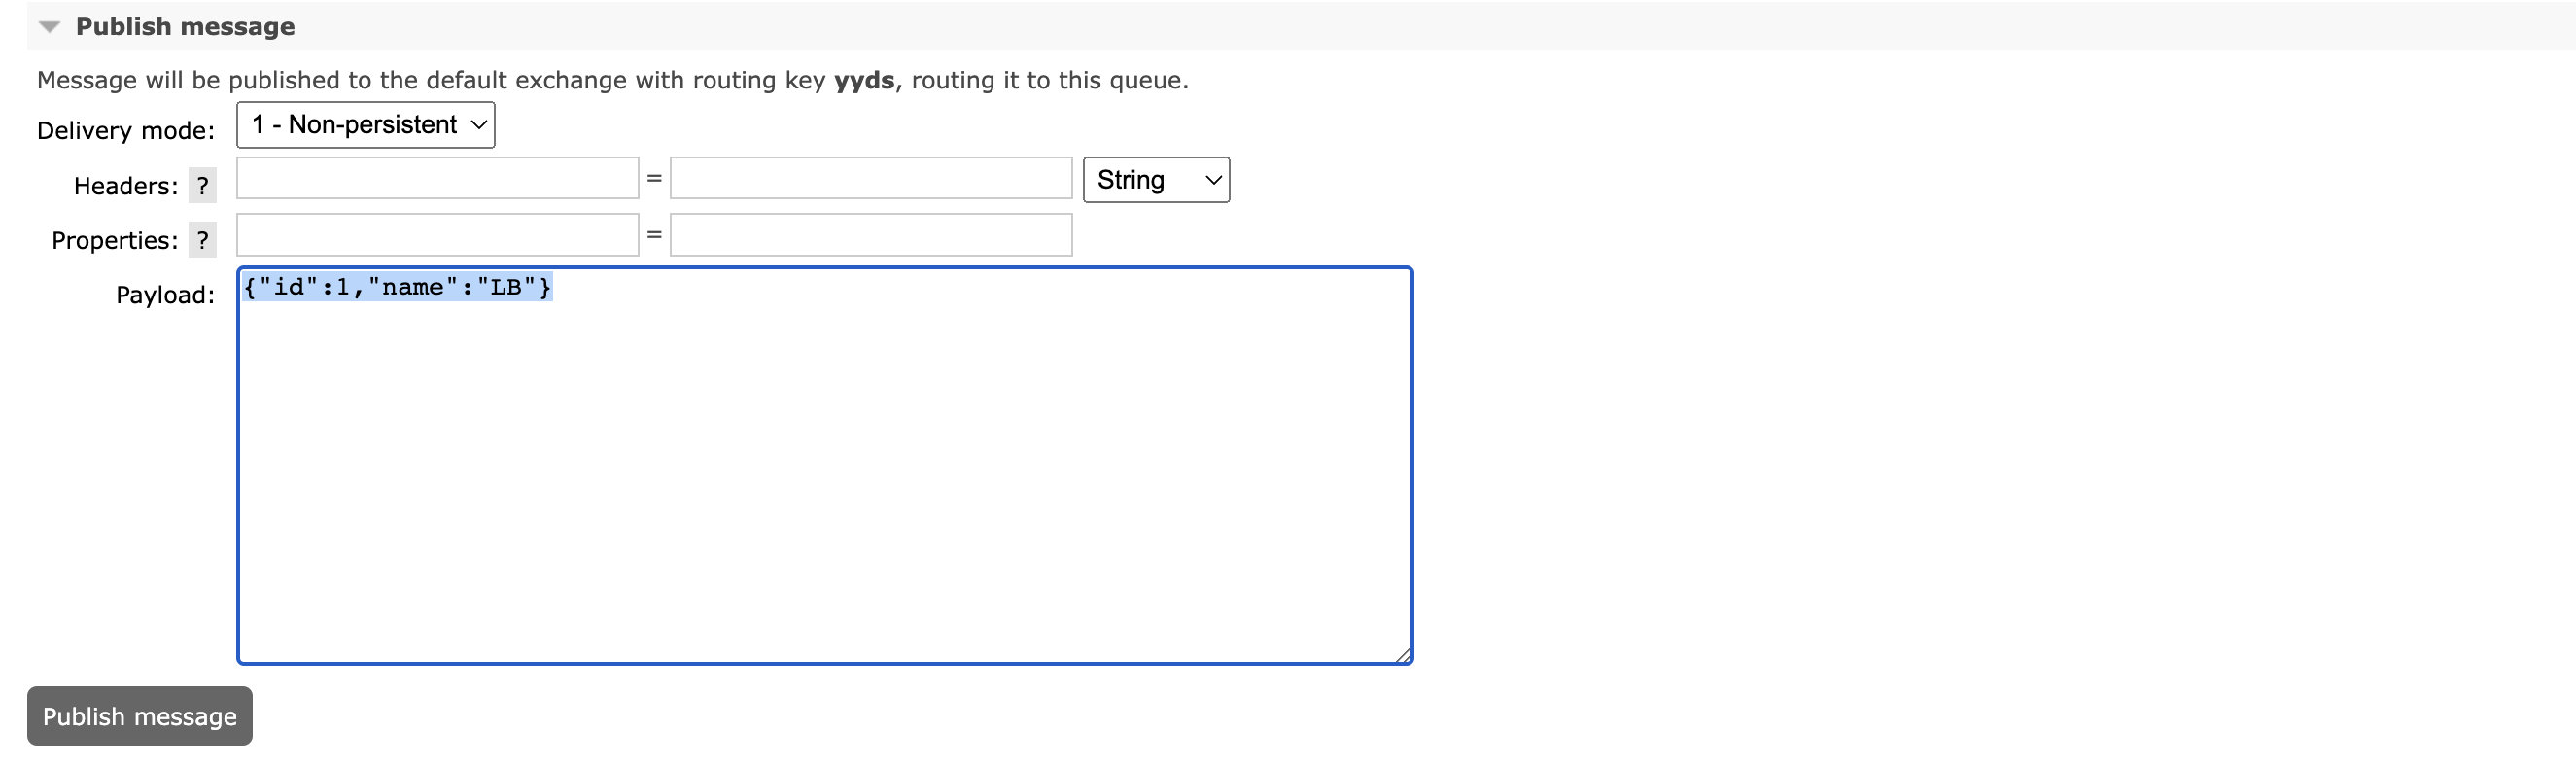 Publish message
Message will be published to the default exchange with routing key yyds, routing it to this queue.
Delivery mode: 1 - Non-persistent
Headers: ? = String
Properties: ? =
Payload: {"id":1,"name":"LB"}
Publish message